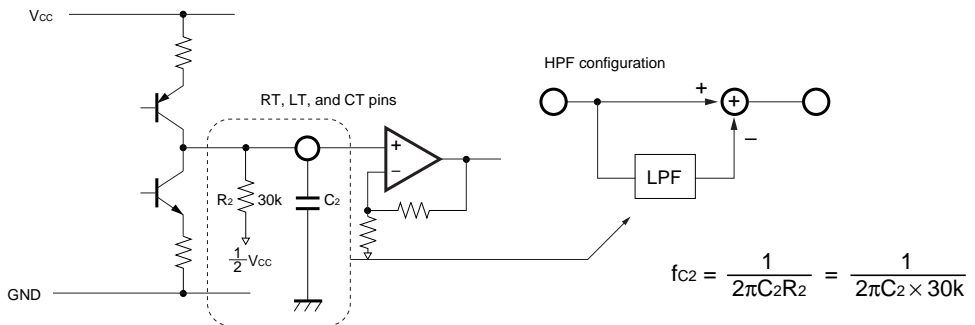 VCC
HPF configuration
RT, LT, and CT pins
+
+
+
−
+
−
LPF
R2 30k
C2
1/2 VCC
GND
fC2 = 1/2πC2R2 = 1/2πC2 × 30k